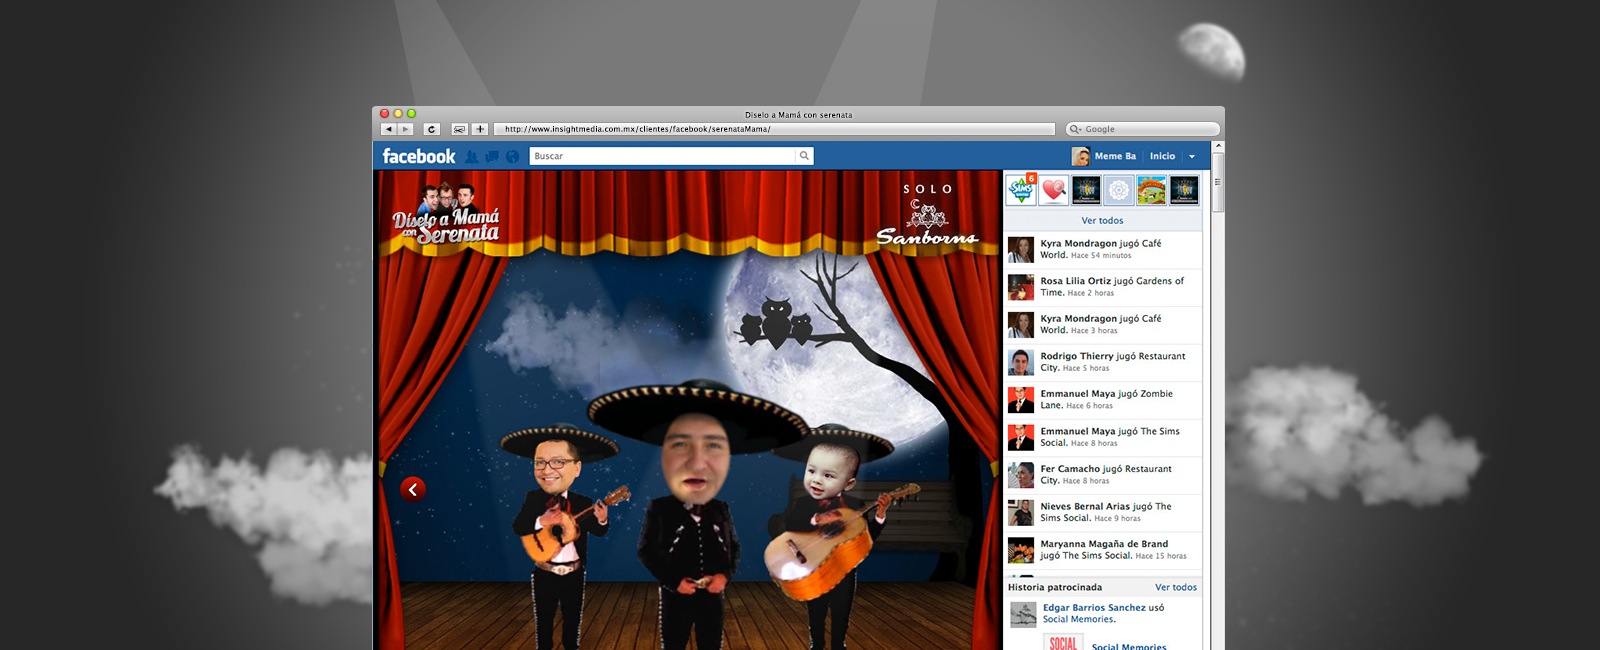 Diselo a Mamá con serenata
http://www.insightmedia.com.mx/clientes/facebook/serenataMama/
Google
facebook
Buscar
Meme Ba
Inicio
Díselo a Mamá
con Serenata
SOLO
Sanborns
SIMS
6
Ver todos
Kyra Mondragon jugó Café
World. Hace 54 minutos
Rosa Lilia Ortiz jugó Gardens of
Time. Hace 2 horas
Kyra Mondragon jugó Café
World. Hace 3 horas
Rodrigo Thierry jugó Restaurant
City. Hace 5 horas
Emmanuel Maya jugó Zombie
Lane. Hace 6 horas
Emmanuel Maya jugó The Sims
Social. Hace 8 horas
Fer Camacho jugó Restaurant
City. Hace 8 horas
Nieves Bernal Arias jugó The
Sims Social. Hace 9 horas
Maryanna Magaña de Brand
jugó The Sims Social. Hace 15 horas
Historia patrocinada
Ver todos
Edgar Barrios Sanchez usó
Social Memories.
SOCIAL
Social Memories